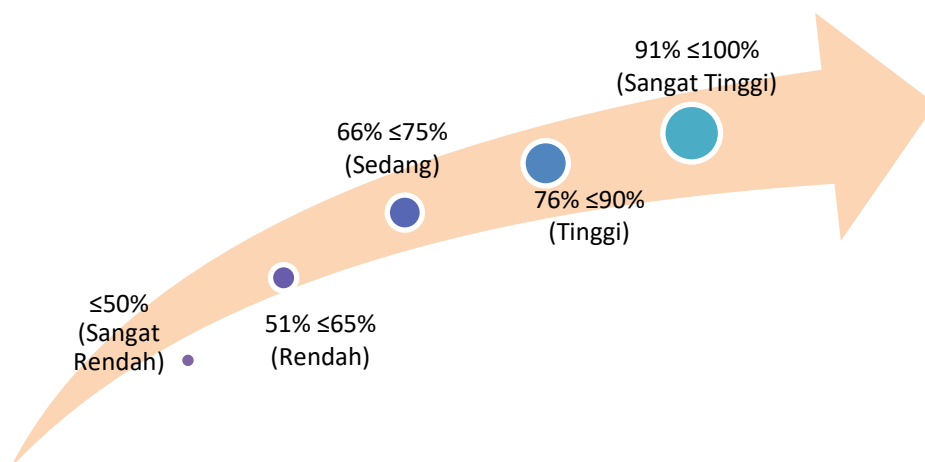 ≤50%
(Sangat
Rendah)
51% ≤65%
(Rendah)
66% ≤75%
(Sedang)
76% ≤90%
(Tinggi)
91% ≤100%
(Sangat Tinggi)